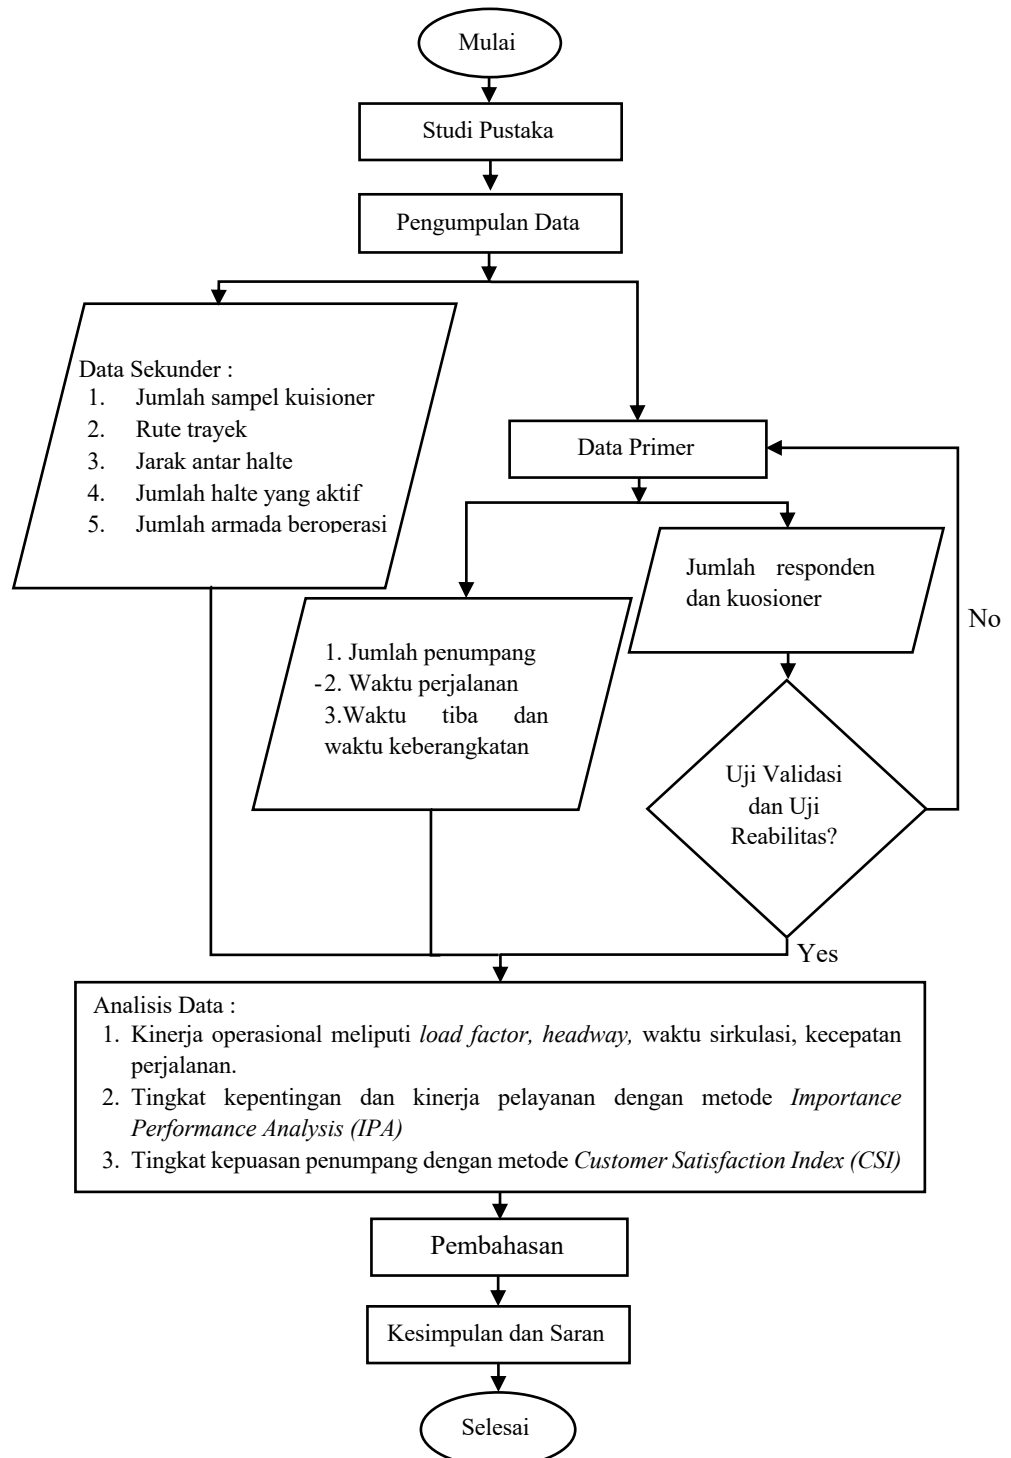 Mulai
Studi Pustaka
Pengumpulan Data
Data Sekunder :
1. Jumlah sampel kuisioner
2. Rute trayek
3. Jarak antar halte
4. Jumlah halte yang aktif
5. Jumlah armada beroperasi
Data Primer
Jumlah responden
dan kuosioner
No
1. Jumlah penumpang
-2. Waktu perjalanan
3.Waktu tiba dan
waktu keberangkatan
Uji Validasi
dan Uji
Reabilitas?
Yes
Analisis Data :
1. Kinerja operasional meliputi load factor, headway, waktu sirkulasi, kecepatan
perjalanan.
2. Tingkat kepentingan dan kinerja pelayanan dengan metode Importance
Performance Analysis (IPA)
3. Tingkat kepuasan penumpang dengan metode Customer Satisfaction Index (CSI)
Pembahasan
Kesimpulan dan Saran
Selesai